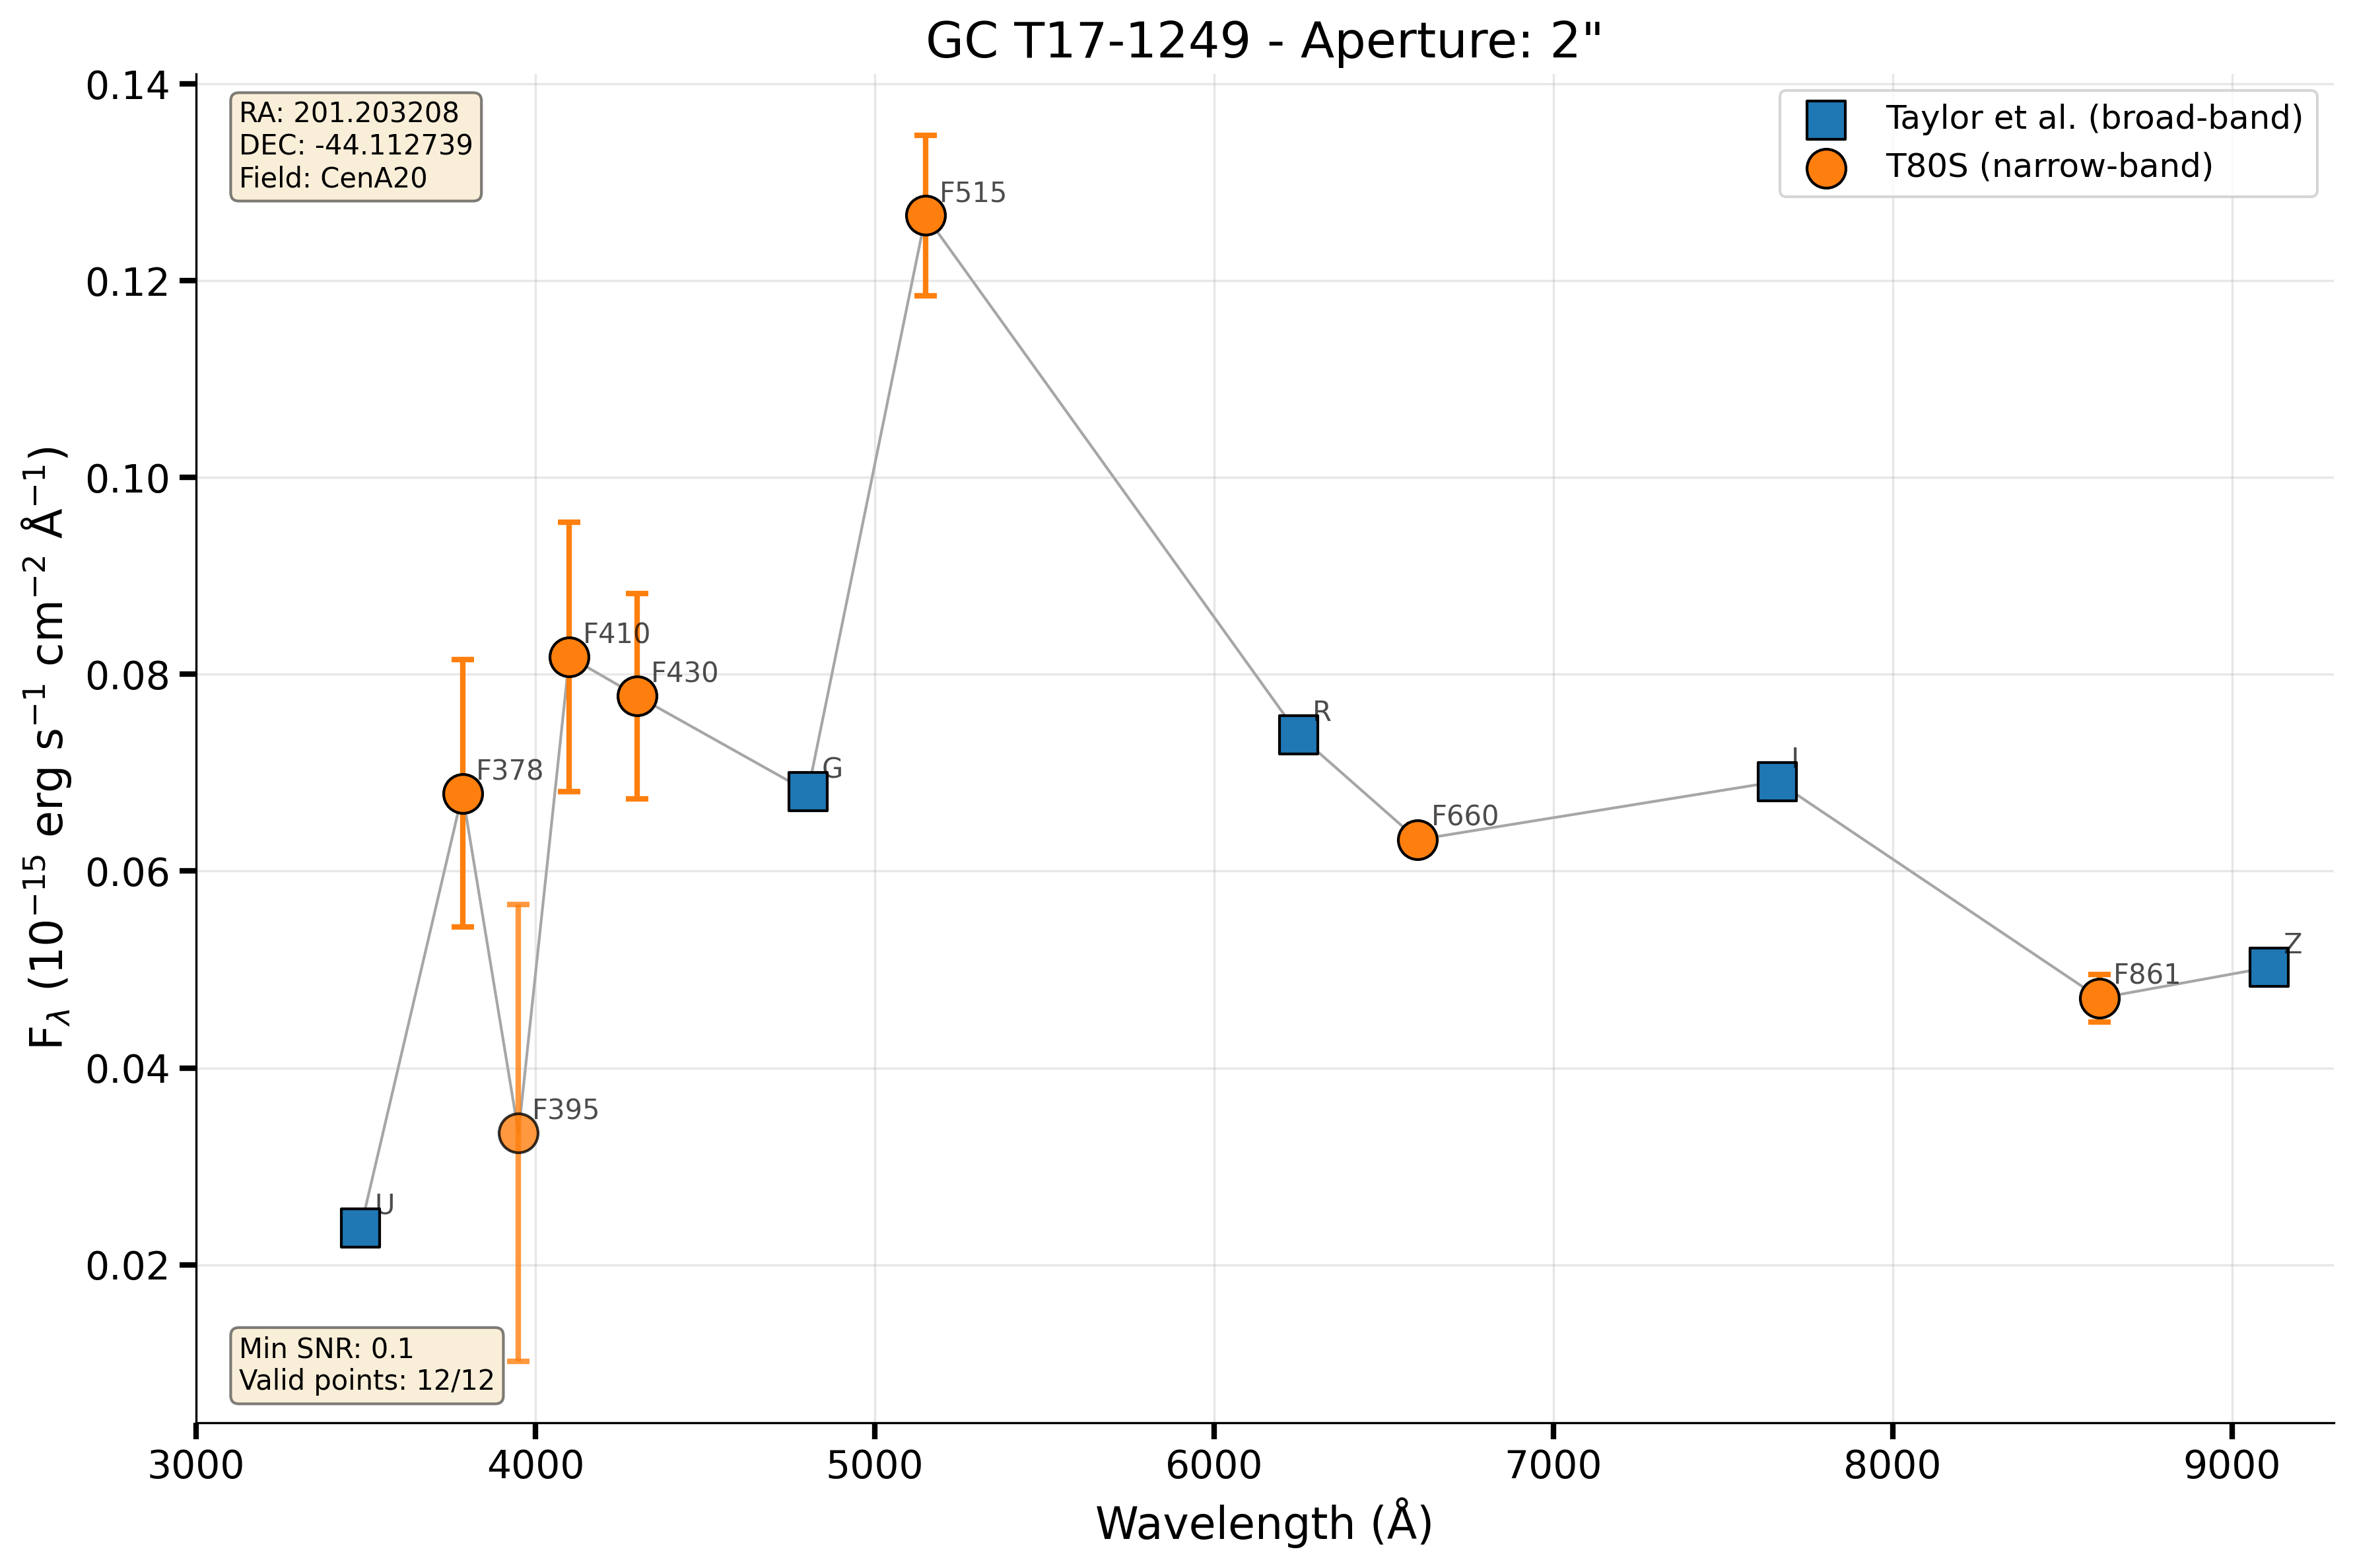 GC T17-1249 - Aperture: 2"
RA: 201.203208
DEC: -44.112739
Field: CenA20
Taylor et al. (broad-band)
T80S (narrow-band)
F515
F410
F430
F378
G
R
I
F660
F395
F861
Z
U
Min SNR: 0.1
Valid points: 12/12
0.14
0.12
0.10
0.08
0.06
0.04
0.02
Fλ (10⁻¹⁵ erg s⁻¹ cm⁻² Å⁻¹)
3000 4000 5000 6000 7000 8000 9000
Wavelength (Å)